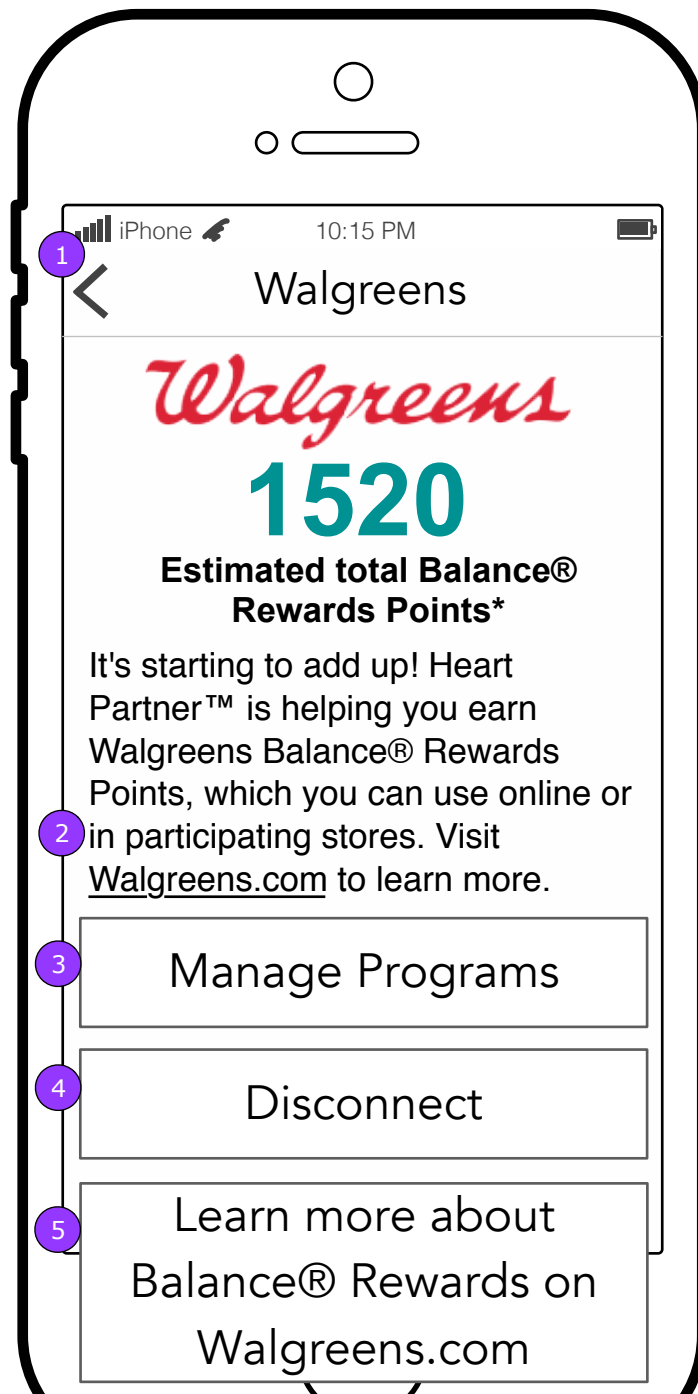 iPhone 10:15 PM
1
Walgreens
Walgreens
1520
Estimated total Balance®
Rewards Points*
It's starting to add up! Heart
Partner™ is helping you earn
Walgreens Balance® Rewards
Points, which you can use online or
2
in participating stores. Visit
Walgreens.com to learn more.
3
Manage Programs
4
Disconnect
5
Learn more about
Balance® Rewards on
Walgreens.com